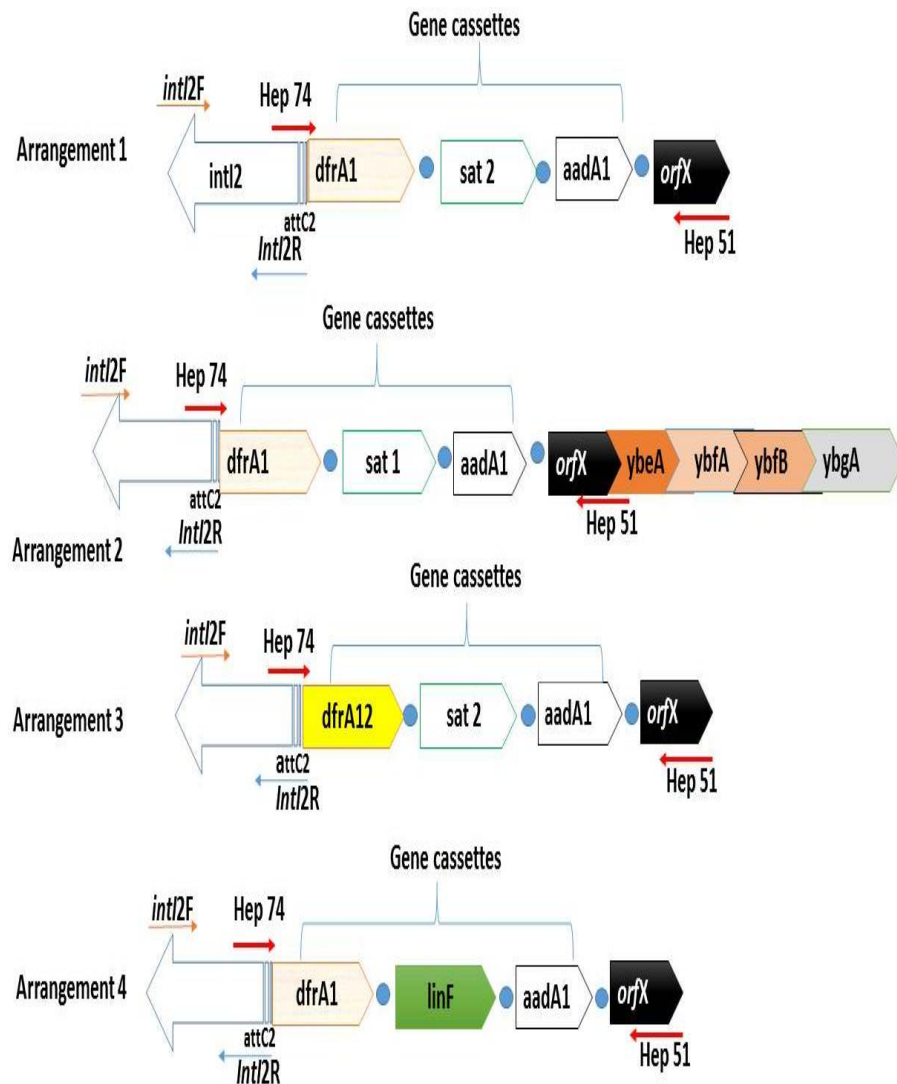 Gene cassettes
intI2F
Hep 74
Arrangement 1
intI2
dfrA1
sat 2
aadA1
orfX
attC2
IntI2R
Hep 51
Gene cassettes
intI2F
Hep 74
dfrA1
sat 1
aadA1
orfX
ybeA
ybfA
ybfB
ybgA
attC2
Hep 51
IntI2R
Arrangement 2
Gene cassettes
intI2F
Hep 74
Arrangement 3
dfrA12
sat 2
aadA1
orfX
attC2
IntI2R
Hep 51
Gene cassettes
intI2F
Hep 74
Arrangement 4
dfrA1
linF
aadA1
orfX
attC2
IntI2R
Hep 51